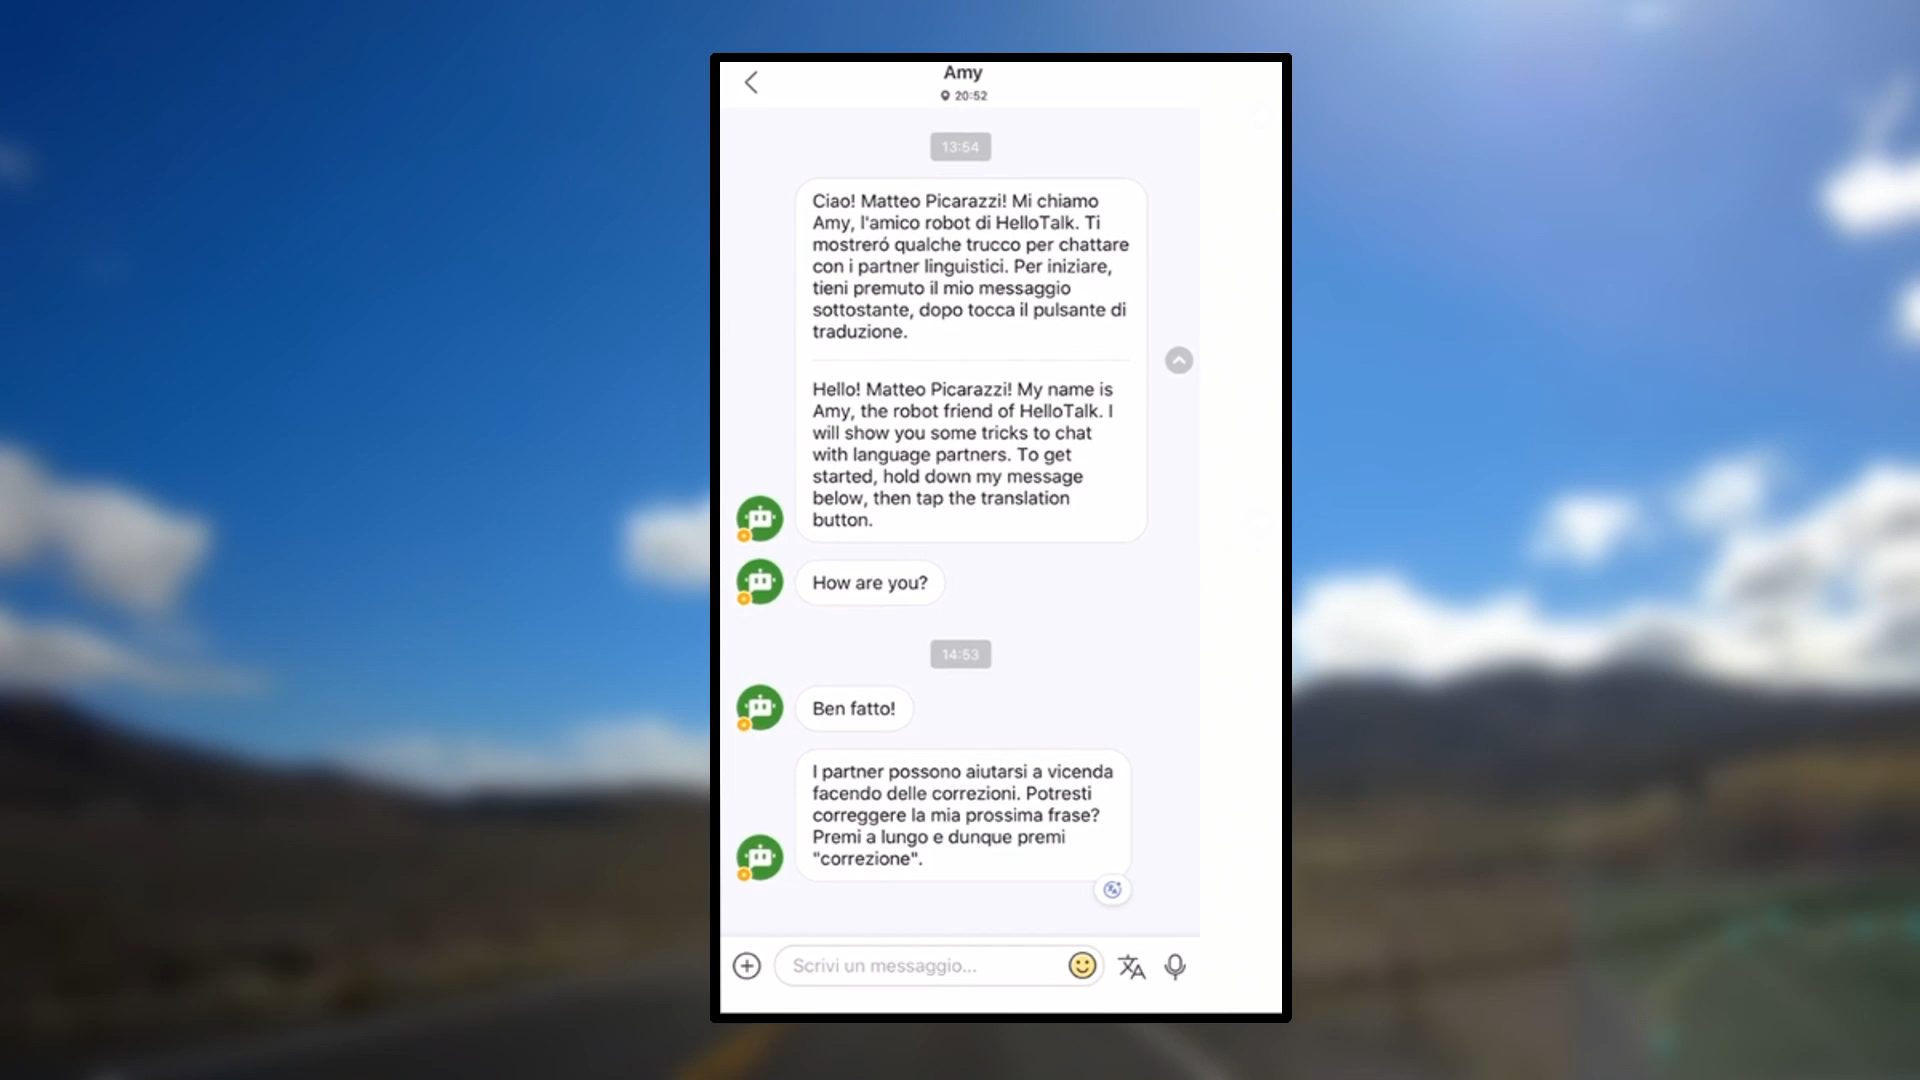 Amy
20:52
13:54
Ciao! Matteo Picarazzi! Mi chiamo
Amy, l'amico robot di HelloTalk. Ti
mostreró qualche trucco per chattare
con i partner linguistici. Per iniziare,
tieni premuto il mio messaggio
sottostante, dopo tocca il pulsante di
traduzione.
Hello! Matteo Picarazzi! My name is
Amy, the robot friend of HelloTalk. I
will show you some tricks to chat
with language partners. To get
started, hold down my message
below, then tap the translation
button.
How are you?
14:53
Ben fatto!
I partner possono aiutarsi a vicenda
facendo delle correzioni. Potresti
correggere la mia prossima frase?
Premi a lungo e dunque premi
"correzione".
Scrivi un messaggio...